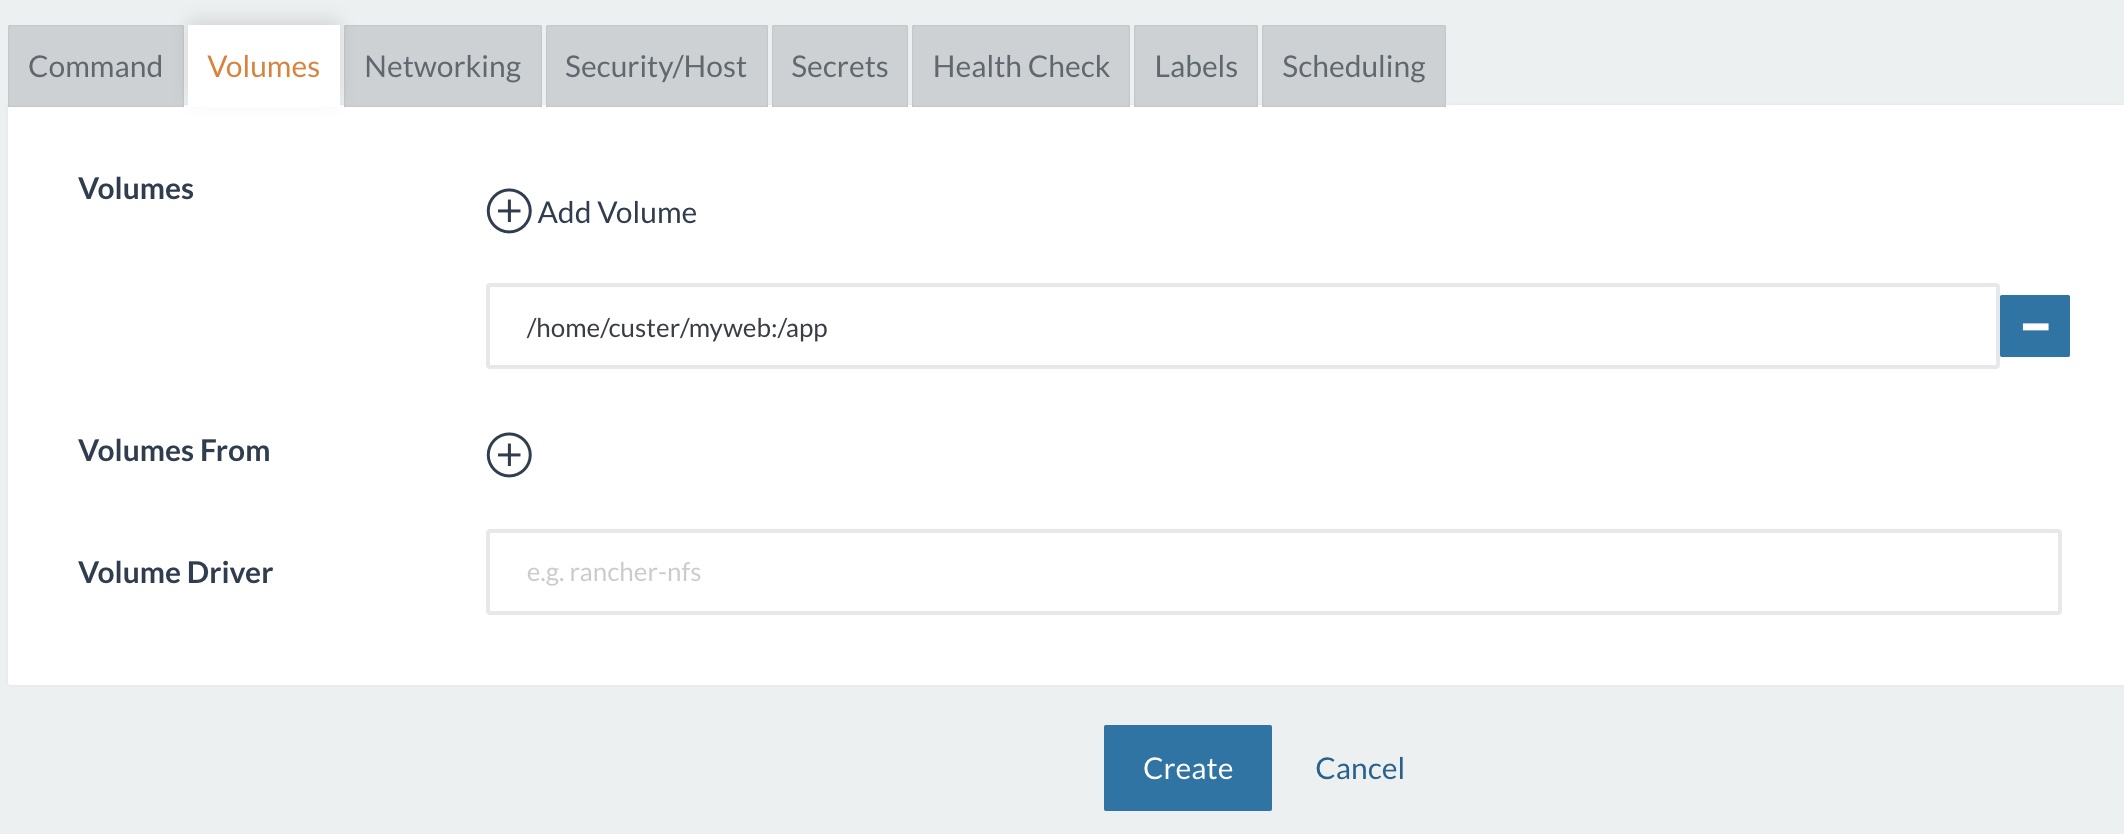 Command Volumes Networking Security/Host Secrets Health Check Labels Scheduling
Volumes
Add Volume
/home/custer/myweb:/app
Volumes From
Volume Driver
e.g. rancher-nfs
Create Cancel